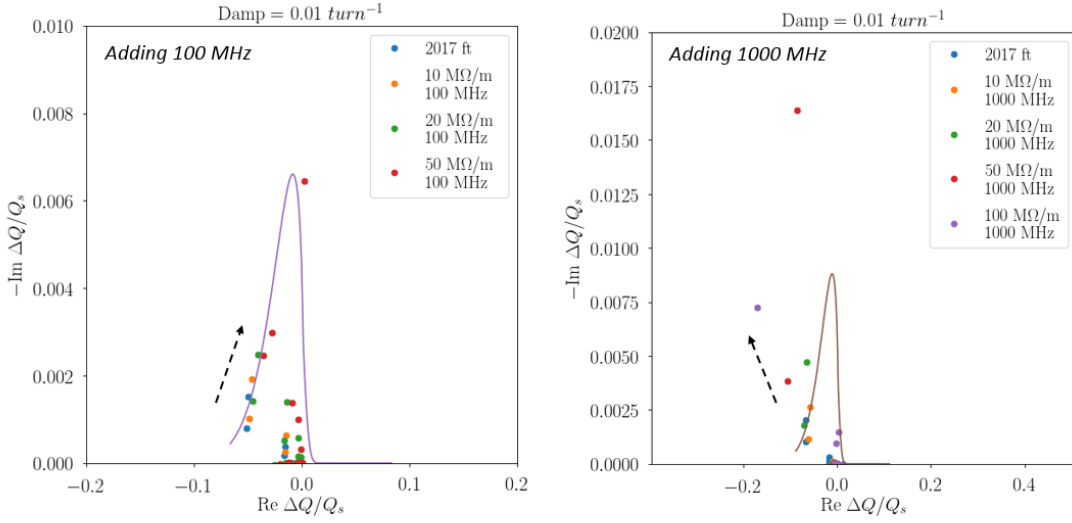 Damp = 0.01 turn⁻¹
Adding 100 MHz
2017 ft
10 MΩ/m
100 MHz
20 MΩ/m
100 MHz
50 MΩ/m
100 MHz
0.010
0.008
0.006
0.004
0.002
0.000
−Im ΔQ/Qₛ
−0.2
−0.1
0.0
0.1
0.2
Re ΔQ/Qₛ
Damp = 0.01 turn⁻¹
Adding 1000 MHz
2017 ft
10 MΩ/m
1000 MHz
20 MΩ/m
1000 MHz
50 MΩ/m
1000 MHz
100 MΩ/m
1000 MHz
0.0200
0.0175
0.0150
0.0125
0.0100
0.0075
0.0050
0.0025
0.0000
−Im ΔQ/Qₛ
−0.2
0.0
0.2
0.4
Re ΔQ/Qₛ